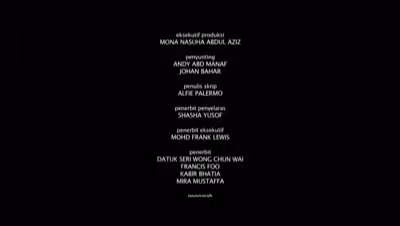 eksekutif produksi
MONA NASUHA ABDUL AZIZ
penyunting
ANDY ABD MANAF
JOHAN BAHAR
penulis skrip
ALFIE PALERMO
penerbit penyelaras
SHASHA YUSOF
penerbit eksekutif
MOHD FRANK LEWIS
penerbit
DATUK SERI WONG CHUN WAI
FRANCIS FOO
KABIR BHATIA
MIRA MUSTAFFA